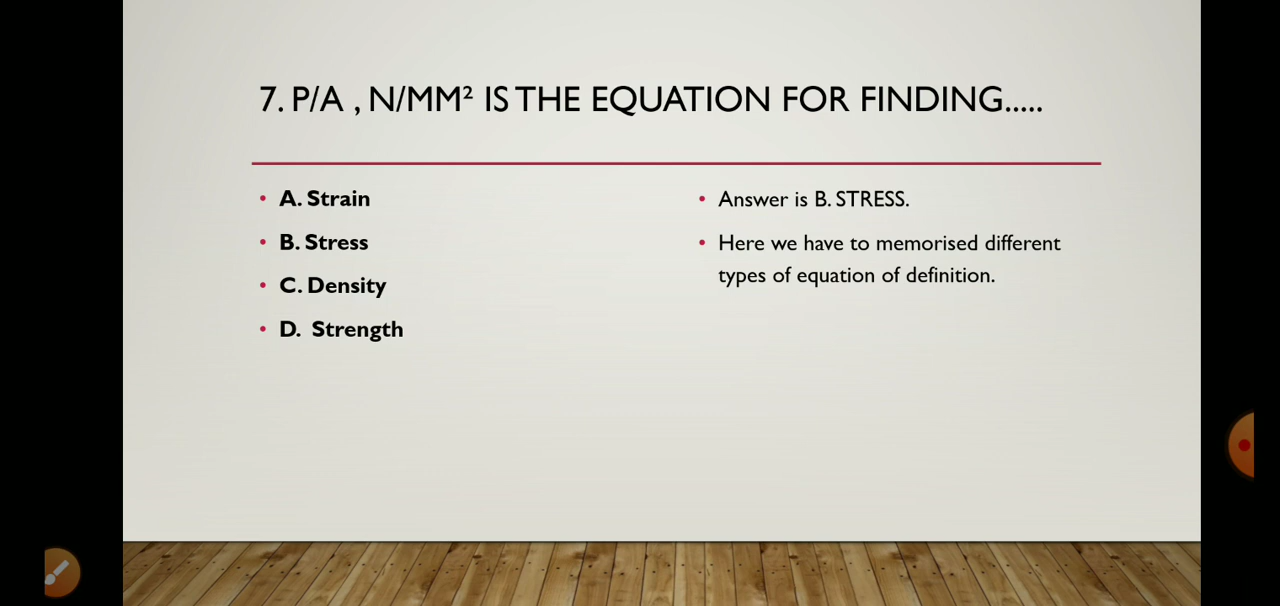 7. P/A , N/MM² IS THE EQUATION FOR FINDING.....
• A. Strain
• B. Stress
• C. Density
• D. Strength
• Answer is B. STRESS.
• Here we have to memorised different
types of equation of definition.